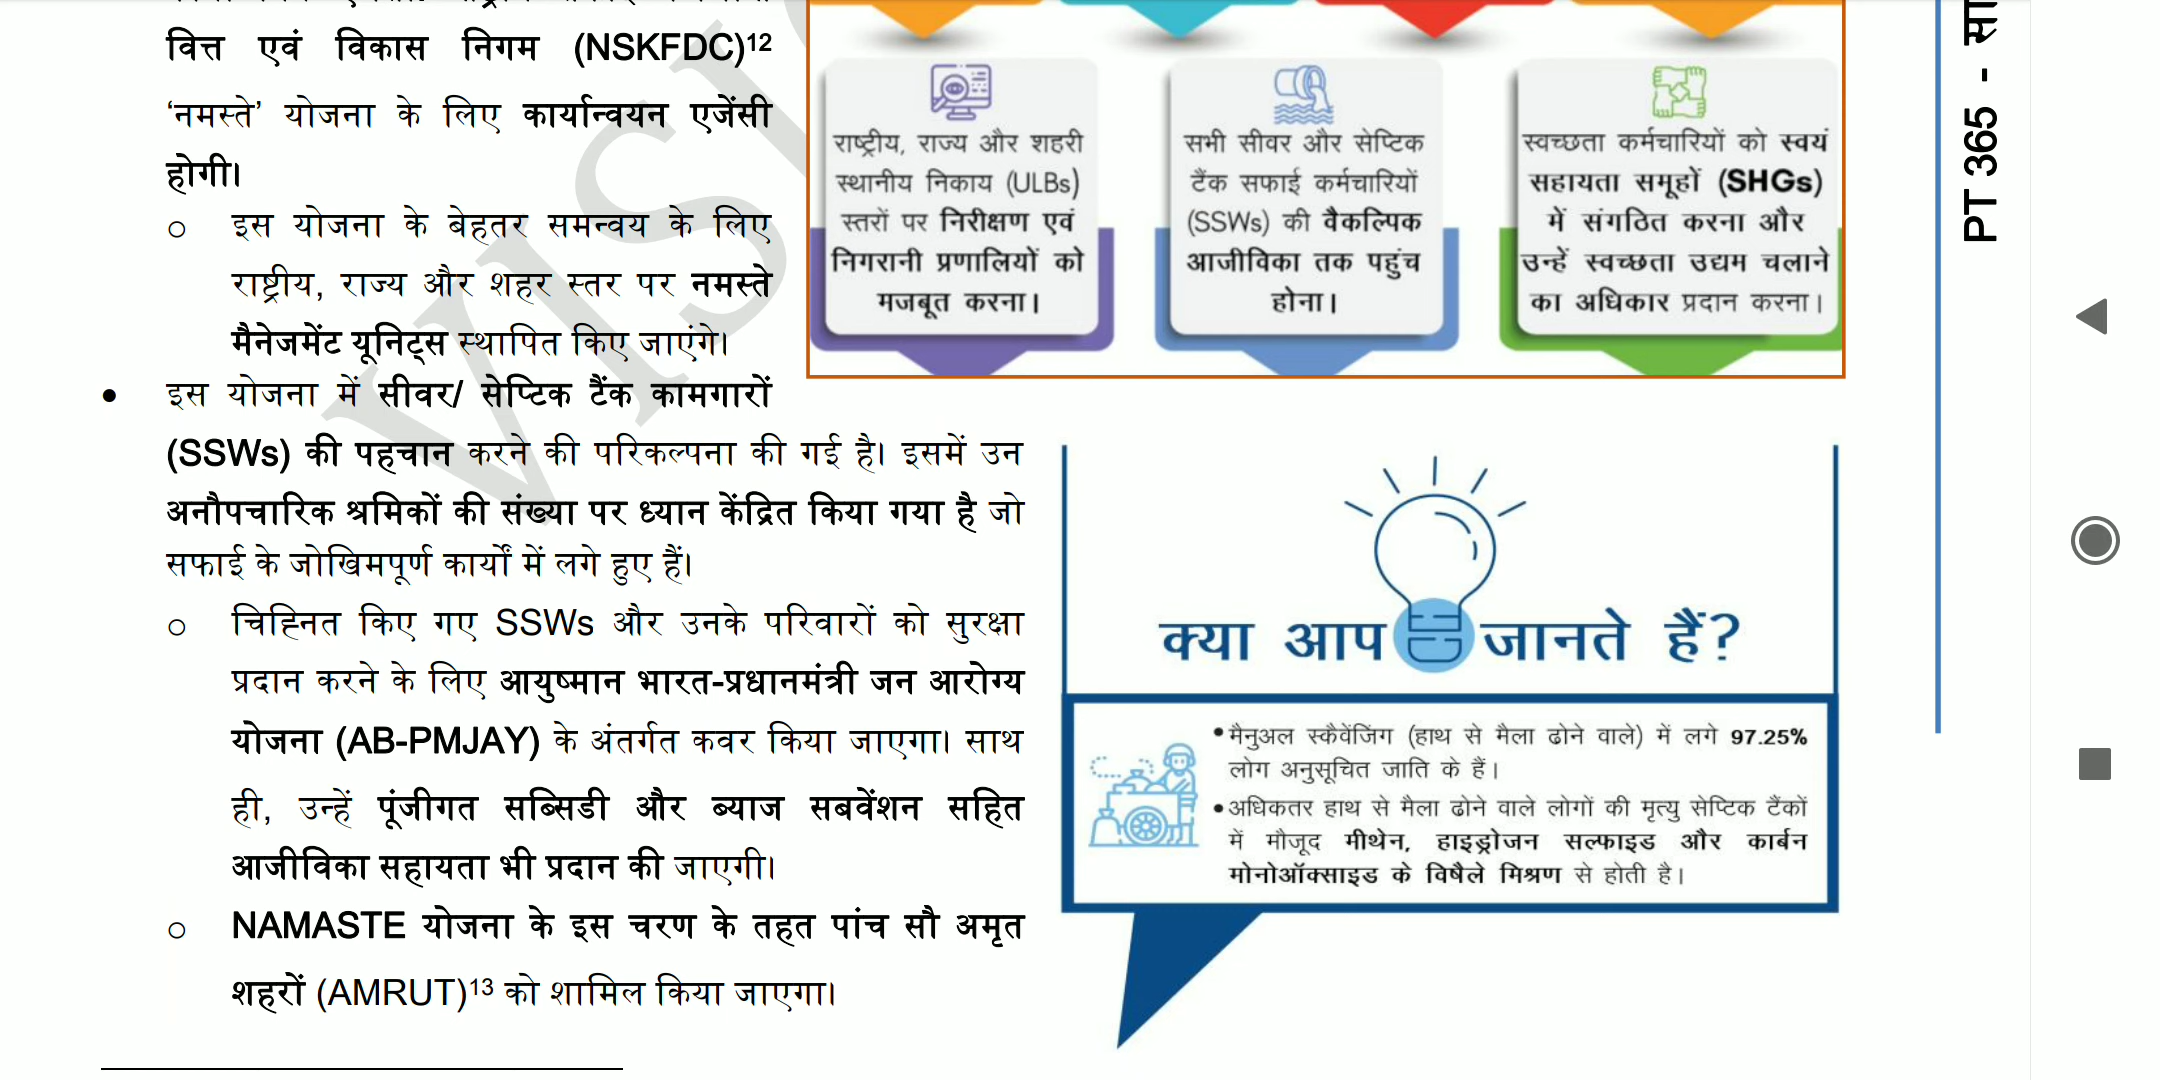 वित्त एवं विकास निगम (NSKFDC)12
‘नमस्ते’ योजना के लिए कार्यान्वयन एजेंसी
होगी।
o इस योजना के बेहतर समन्वय के लिए
राष्ट्रीय, राज्य और शहर स्तर पर नमस्ते
मैनेजमेंट यूनिट्स स्थापित किए जाएंगे।
• इस योजना में सीवर/ सेप्टिक टैंक कामगारों
(SSWs) की पहचान करने की परिकल्पना की गई है। इसमें उन
अनौपचारिक श्रमिकों की संख्या पर ध्यान केंद्रित किया गया है जो
सफाई के जोखिमपूर्ण कार्यों में लगे हुए हैं।
o चिह्नित किए गए SSWs और उनके परिवारों को सुरक्षा
प्रदान करने के लिए आयुष्मान भारत-प्रधानमंत्री जन आरोग्य
योजना (AB-PMJAY) के अंतर्गत कवर किया जाएगा। साथ
ही, उन्हें पूंजीगत सब्सिडी और ब्याज सबवेंशन सहित
आजीविका सहायता भी प्रदान की जाएगी।
o NAMASTE योजना के इस चरण के तहत पांच सौ अमृत
शहरों (AMRUT)13 को शामिल किया जाएगा।
राष्ट्रीय, राज्य और शहरी
स्थानीय निकाय (ULBs)
स्तरों पर निरीक्षण एवं
निगरानी प्रणालियों को
मजबूत करना।
सभी सीवर और सेप्टिक
टैंक सफाई कर्मचारियों
(SSWs) की वैकल्पिक
आजीविका तक पहुंच
होना।
स्वच्छता कर्मचारियों को स्वयं
सहायता समूहों (SHGs)
में संगठित करना और
उन्हें स्वच्छता उद्यम चलाने
का अधिकार प्रदान करना।
क्या आप जानते हैं?
• मैनुअल स्कैवेंजिंग (हाथ से मैला ढोने वाले) में लगे 97.25%
लोग अनुसूचित जाति के हैं।
• अधिकतर हाथ से मैला ढोने वाले लोगों की मृत्यु सेप्टिक टैंकों
में मौजूद मीथेन, हाइड्रोजन सल्फाइड और कार्बन
मोनोऑक्साइड के विषैले मिश्रण से होती है।
PT 365 - सा
VISI